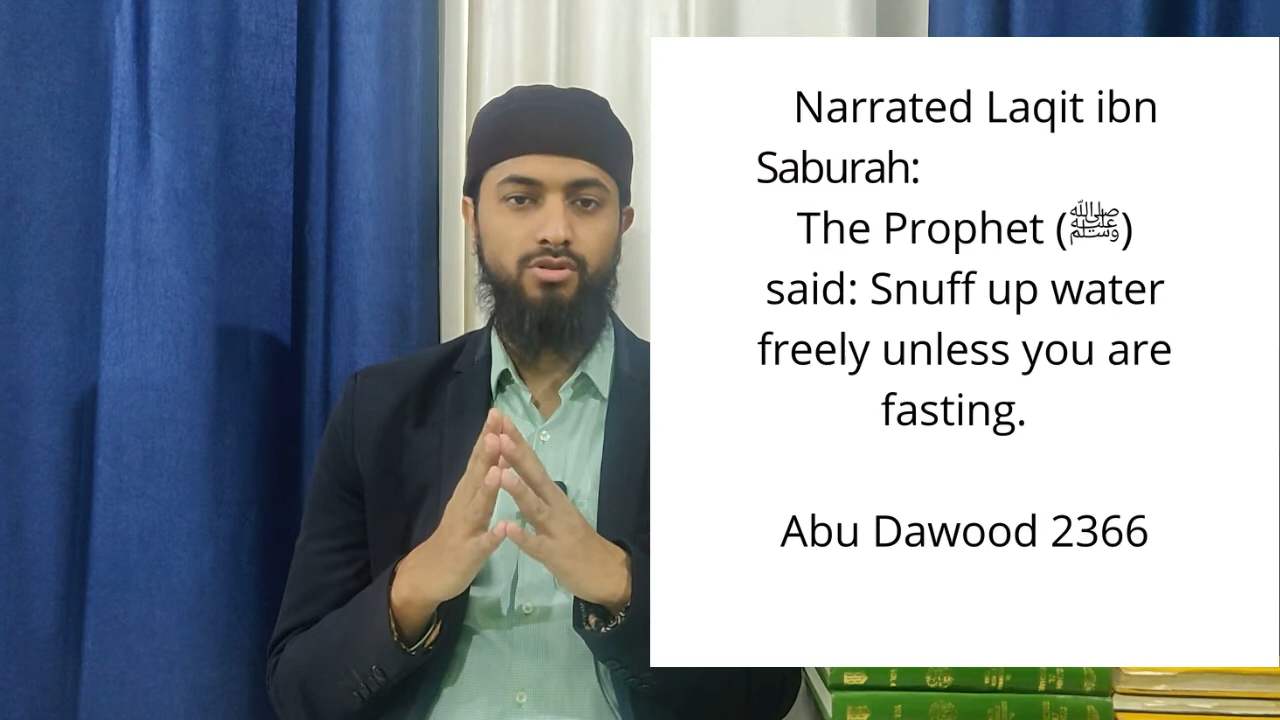 Narrated Laqit ibn
Saburah:
The Prophet (ﷺ)
said: Snuff up water
freely unless you are
fasting.
Abu Dawood 2366